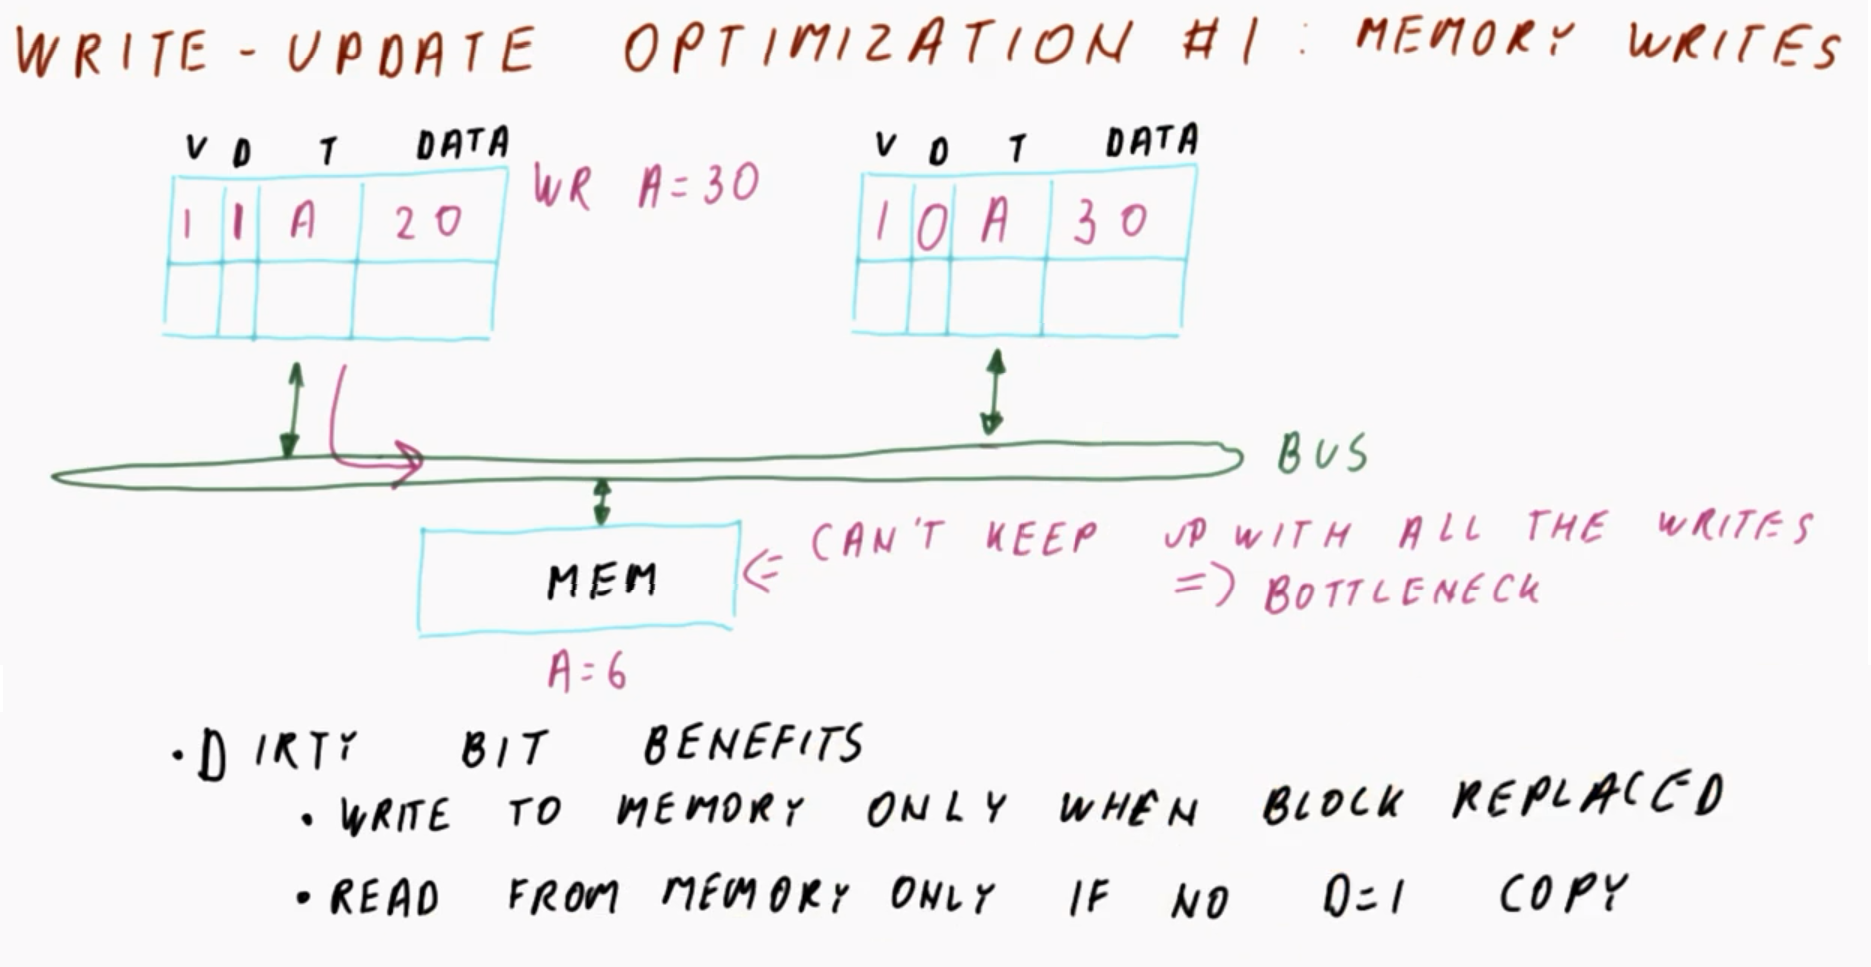 WRITE-UPDATE OPTIMIZATION #1: MEMORY WRITES
V D T DATA
V D T DATA
WR A=30
1 1 A 20
1 0 A 30
BUS
CAN'T KEEP UP WITH ALL THE WRITES
=> BOTTLENECK
MEM <=
A=6
• DIRTY BIT BENEFITS
• WRITE TO MEMORY ONLY WHEN BLOCK REPLACED
• READ FROM MEMORY ONLY IF NO D=1 COPY